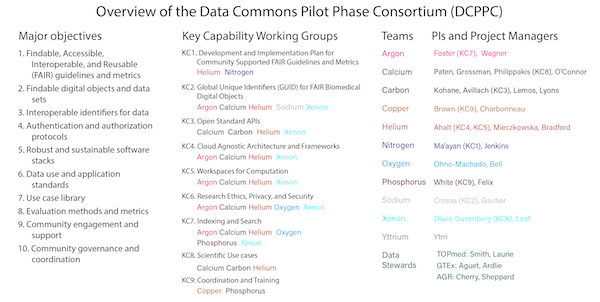 Overview of the Data Commons Pilot Phase Consortium (DCPPC)
Major objectives
1. Findable, Accessible,
Interoperable, and Reusable
(FAIR) guidelines and metrics
2. Findable digital objects and data
sets
3. Interoperable identifiers for data
4. Authentication and authorization
protocols
5. Robust and sustainable software
stacks
6. Data use and application
standards
7. Use case library
8. Evaluation methods and metrics
9. Community engagement and
support
10. Community governance and
coordination
Key Capability Working Groups
KC1. Development and Implementation Plan for
Community Supported FAIR Guidelines and Metrics
Helium Nitrogen
KC2. Global Unique Identifiers (GUID) for FAIR Biomedical
Digital Objects
Argon Calcium Helium Sodium Xenon
KC3. Open Standard APIs
Calcium Carbon Helium Xenon
KC4. Cloud Agnostic Architecture and Frameworks
Argon Calcium Helium Xenon
KC5. Workspaces for Computation
Argon Calcium Helium Xenon
KC6. Research Ethics, Privacy, and Security
Argon Calcium Helium Oxygen Xenon
KC7. Indexing and Search
Argon Calcium Helium Oxygen
Phosphorus Xenon
KC8. Scientific Use cases
Calcium Carbon Helium
KC9: Coordination and Training
Copper Phosphorus
Teams PIs and Project Managers
Argon Foster (KC7), Wagner
Calcium Paten, Grossman, Philippakis (KC8), O'Connor
Carbon Kohane, Avillach (KC3), Lemos, Lyons
Copper Brown (KC9), Charbonneau
Helium Ahalt (KC4, KC5), Mieczkowska, Bradford
Nitrogen Ma'ayan (KC1), Jenkins
Oxygen Ohno-Machado, Bell
Phosphorus White (KC9), Felix
Sodium Crosas (KC2), Gautier
Xenon Davis-Dusenbery (KC6), Leaf
Yttrium Ytrri
Data
Stewards
TOPmed: Smith, Laurie
GTEx: Aguet, Ardlie
AGR: Cherry, Sheppard